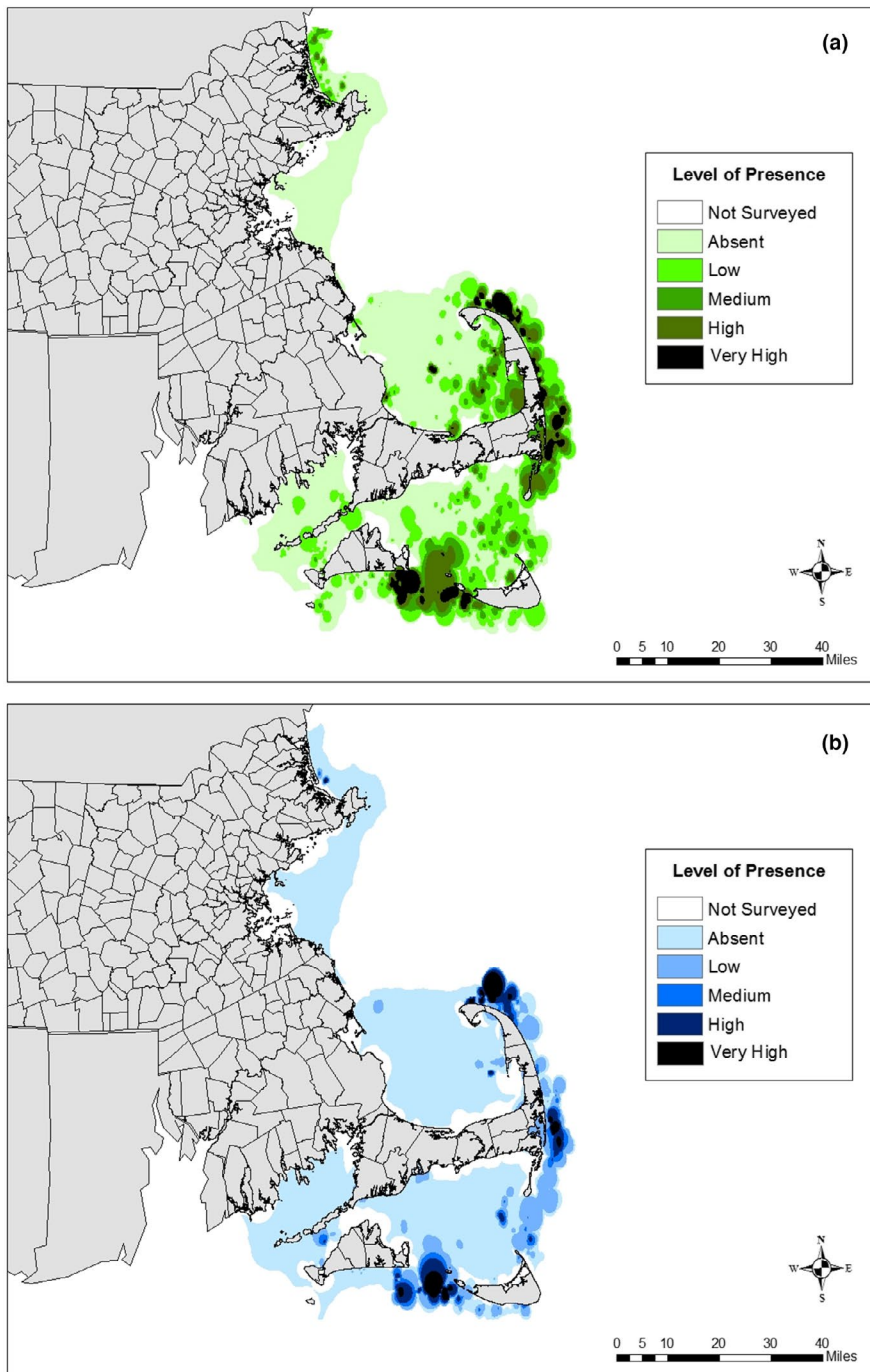 (a)
Level of Presence
Not Surveyed
Absent
Low
Medium
High
Very High
N
W E
S
0 5 10 20 30 40
Miles
(b)
Level of Presence
Not Surveyed
Absent
Low
Medium
High
Very High
N
W E
S
0 5 10 20 30 40
Miles